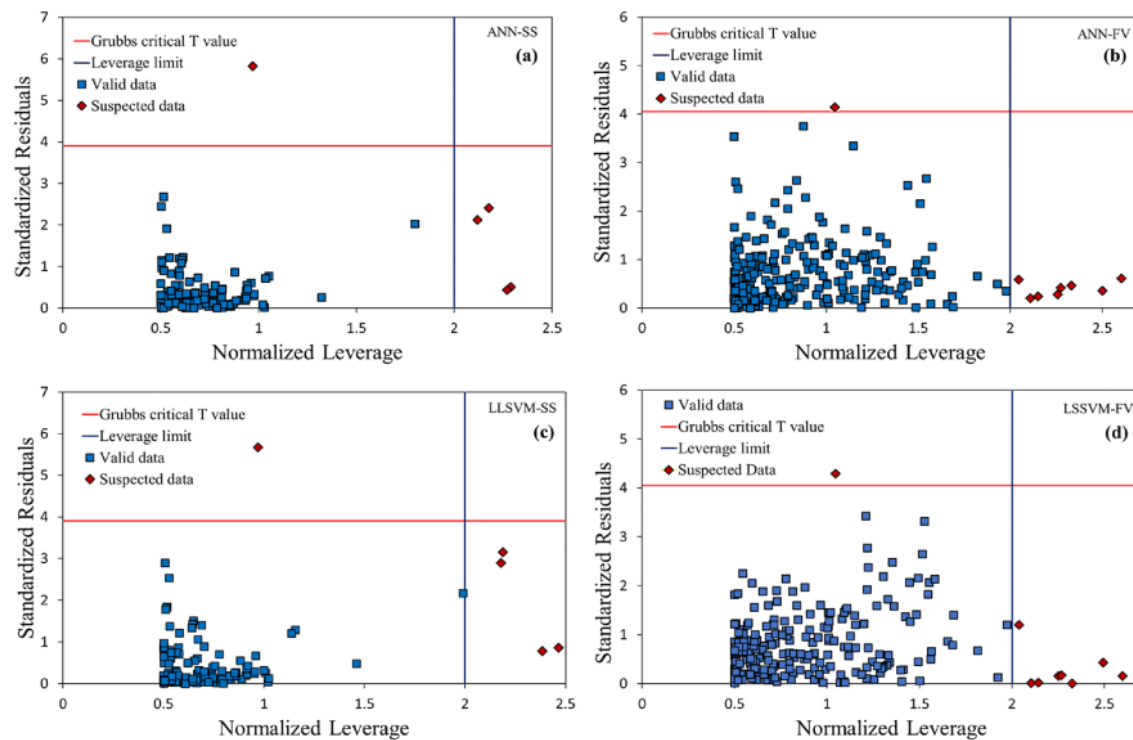 ANN-SS
(a)
Grubbs critical T value
Leverage limit
Valid data
Suspected data
Standardized Residuals
7
6
5
4
3
2
1
0
0
0.5
1
2
2.5
Normalized Leverage
ANN-FV
(b)
Grubbs critical T value
Leverage limit
Valid data
Suspected data
Standardized Residuals
6
5
4
3
2
1
0
0
0.5
1
2
Normalized Leverage
LLSVM-SS
(c)
Grubbs critical T value
Leverage limit
Valid data
Suspected data
Standardized Residuals
7
6
5
4
3
2
1
0
0
0.5
1
1.5
2
2.5
Normalized Leverage
LSSVM-FV
(d)
Valid data
Grubbs critical T value
Leverage limit
Suspected Data
Standardized Residuals
6
5
4
3
2
1
0
0
0.5
1
1.5
2
2.5
Normalized Leverage